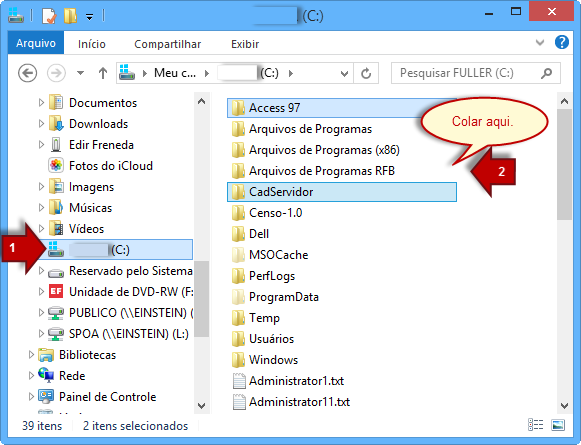 (C:)
Arquivo Início Compartilhar Exibir
Meu c... (C:) Pesquisar FULLER (C:)
Documentos
Downloads
Edir Freneda
Fotos do iCloud
Imagens
Músicas
Vídeos
1
(C:)
Reservado pelo Sistema
EF Unidade de DVD-RW (F:
PUBLICO (\\EINSTEIN) (
SPOA (\\EINSTEIN) (L:)
Bibliotecas
Rede
Painel de Controle
Access 97
Arquivos de Programas
Arquivos de Programas (x86)
Arquivos de Programas RFB
CadServidor
Censo-1.0
Dell
MSOCache
PerfLogs
ProgramData
Temp
Usuários
Windows
Administrator1.txt
Administrator11.txt
Colar aqui.
2
39 itens 2 itens selecionados